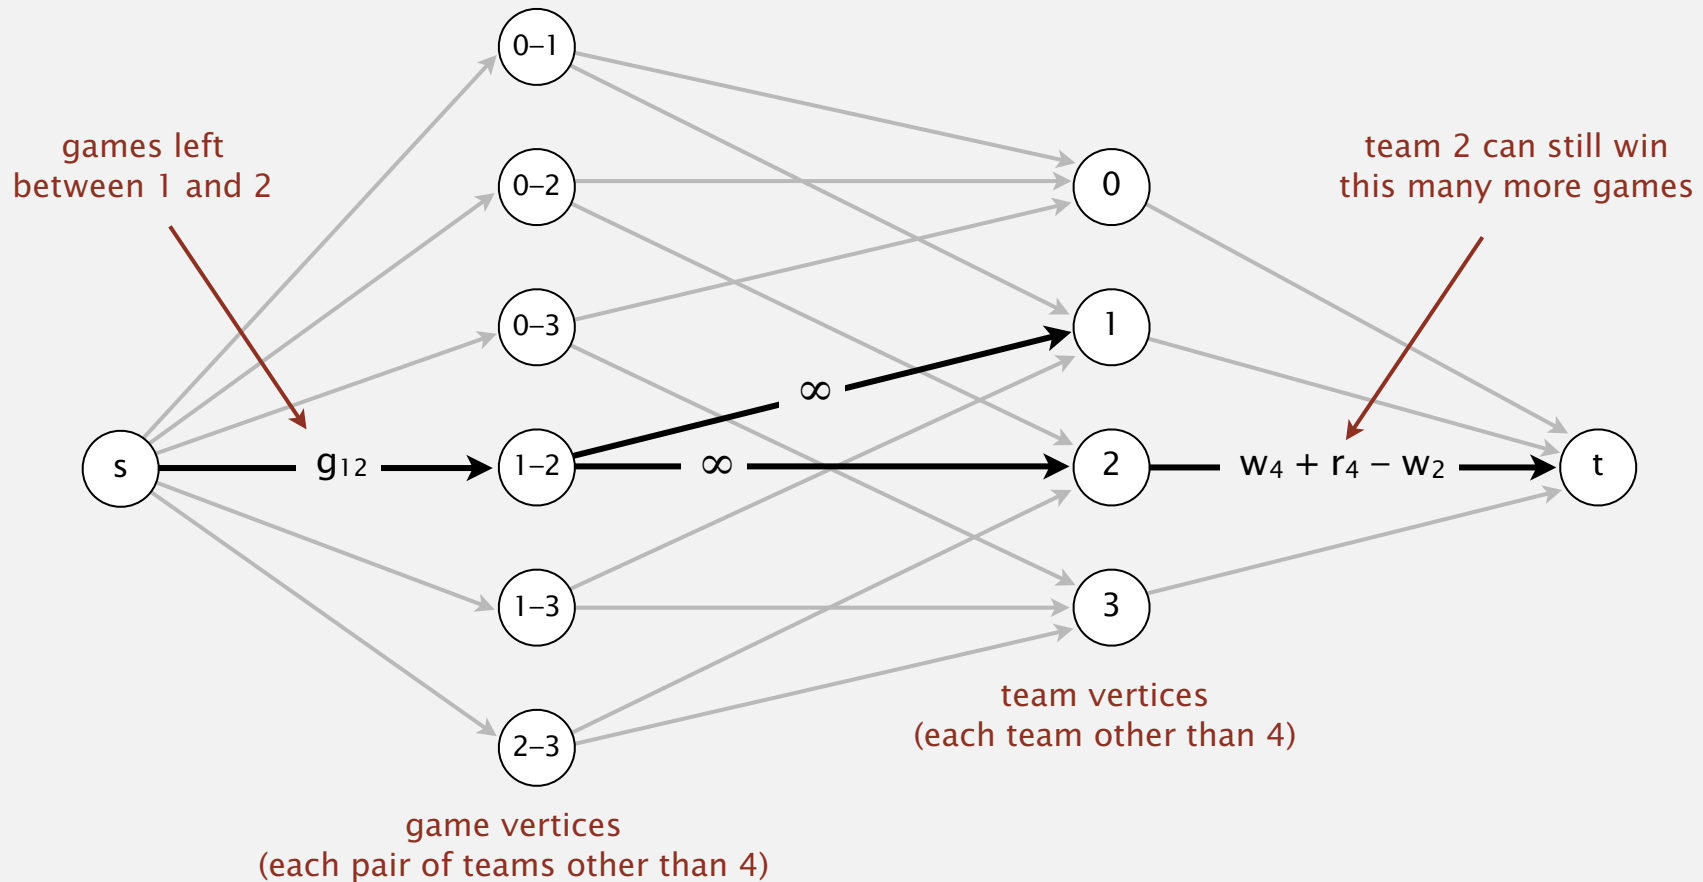 0–1
games left
between 1 and 2
team 2 can still win
this many more games
0–2
0
0–3
1
∞
s
g12
1–2
∞
2
w4 + r4 – w2
t
1–3
3
team vertices
(each team other than 4)
2–3
game vertices
(each pair of teams other than 4)